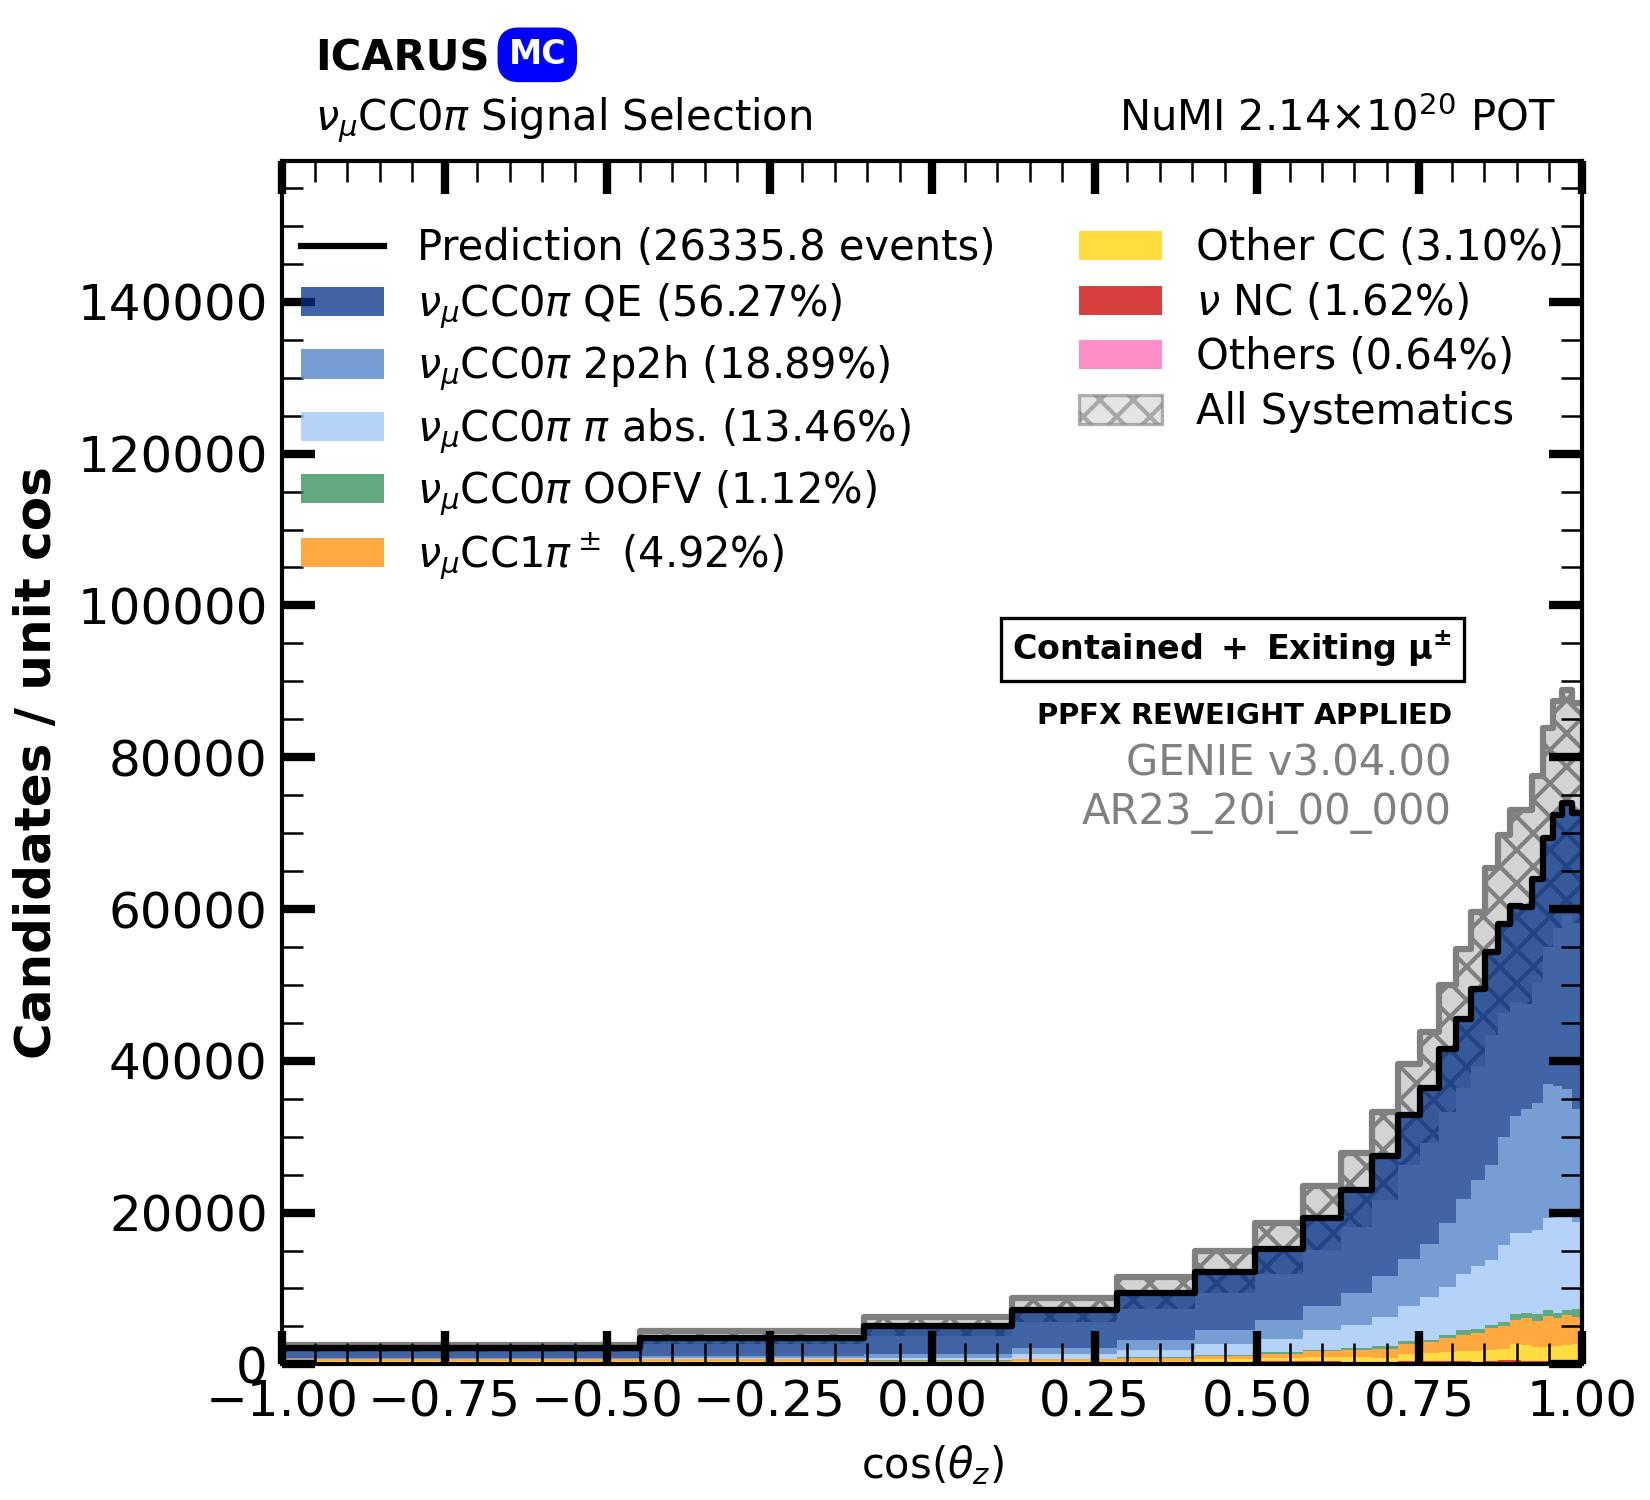 ICARUS MC
νμCC0π Signal Selection
NuMI 2.14×10²⁰ POT
Prediction (26335.8 events)
νμCC0π QE (56.27%)
νμCC0π 2p2h (18.89%)
νμCC0π π abs. (13.46%)
νμCC0π OOFV (1.12%)
νμCC1π± (4.92%)
Other CC (3.10%)
ν NC (1.62%)
Others (0.64%)
All Systematics
Contained + Exiting μ±
PPFX REWEIGHT APPLIED
GENIE v3.04.00
AR23_20i_00_000
Candidates / unit cos
140000
120000
100000
80000
60000
40000
20000
0
−1.00 −0.75 −0.50 −0.25 0.00 0.25 0.50 0.75 1.00
cos(θz)